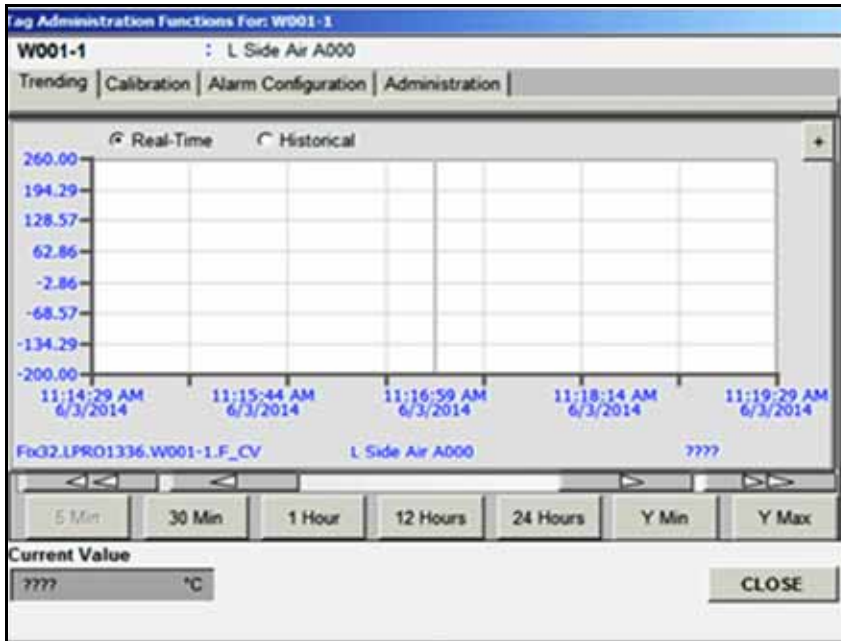 Tag Administration Functions For: W001-1
W001-1 : L Side Air A000
Trending Calibration Alarm Configuration Administration
Real-Time Historical +
260.00
194.29
128.57
62.86
-2.86
-68.57
-134.29
-200.00
11:14:29 AM 11:15:44 AM 11:16:59 AM 11:18:14 AM 11:19:29 AM
6/3/2014 6/3/2014 6/3/2014 6/3/2014 6/3/2014
Fix32.LPRO1336.W001-1.F_CV L Side Air A000 ????
5 Min 30 Min 1 Hour 12 Hours 24 Hours Y Min Y Max
Current Value
???? °C CLOSE